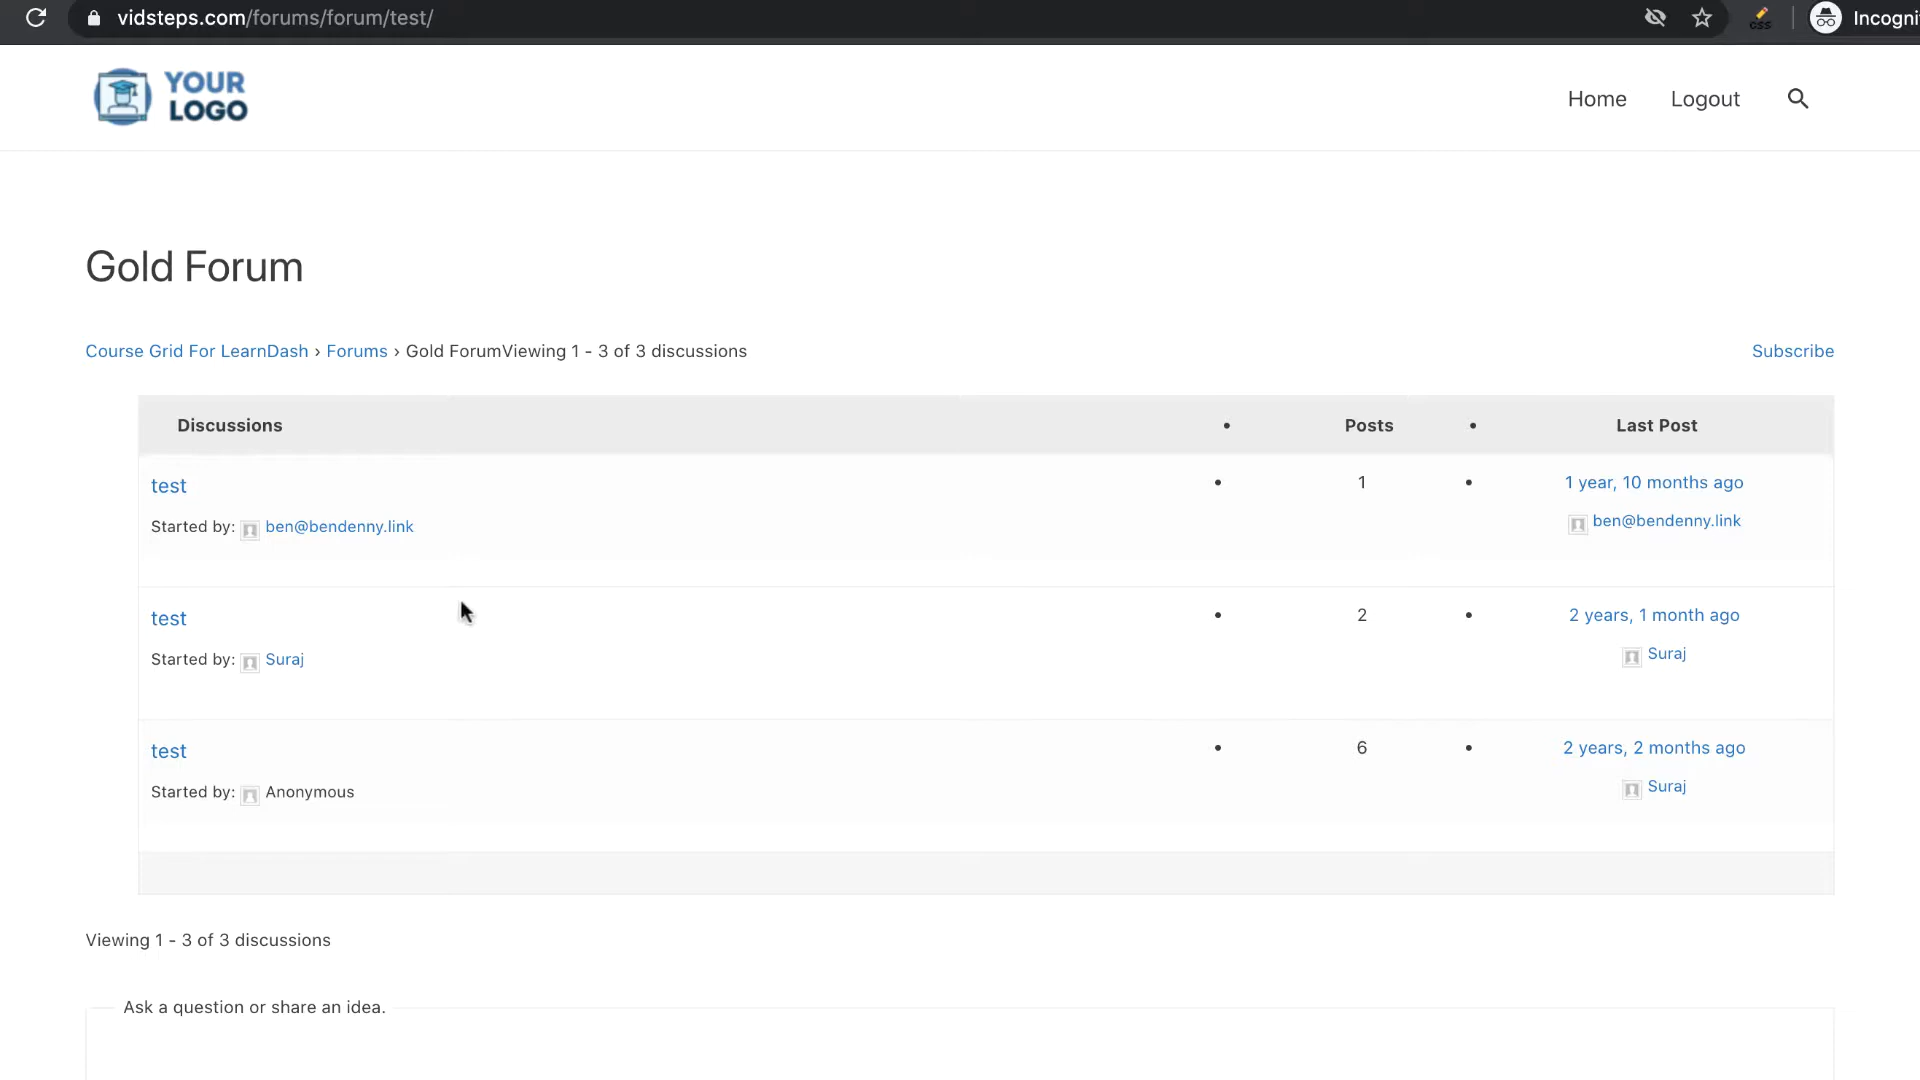 vidsteps.com/forums/forum/test/
css
Incogni
YOUR LOGO
Home Logout
Gold Forum
Course Grid For LearnDash › Forums › Gold ForumViewing 1 - 3 of 3 discussions Subscribe
Discussions • Posts • Last Post
test • 1 • 1 year, 10 months ago
Started by: ben@bendenny.link ben@bendenny.link
test • 2 • 2 years, 1 month ago
Started by: Suraj Suraj
test • 6 • 2 years, 2 months ago
Started by: Anonymous Suraj
Viewing 1 - 3 of 3 discussions
Ask a question or share an idea.